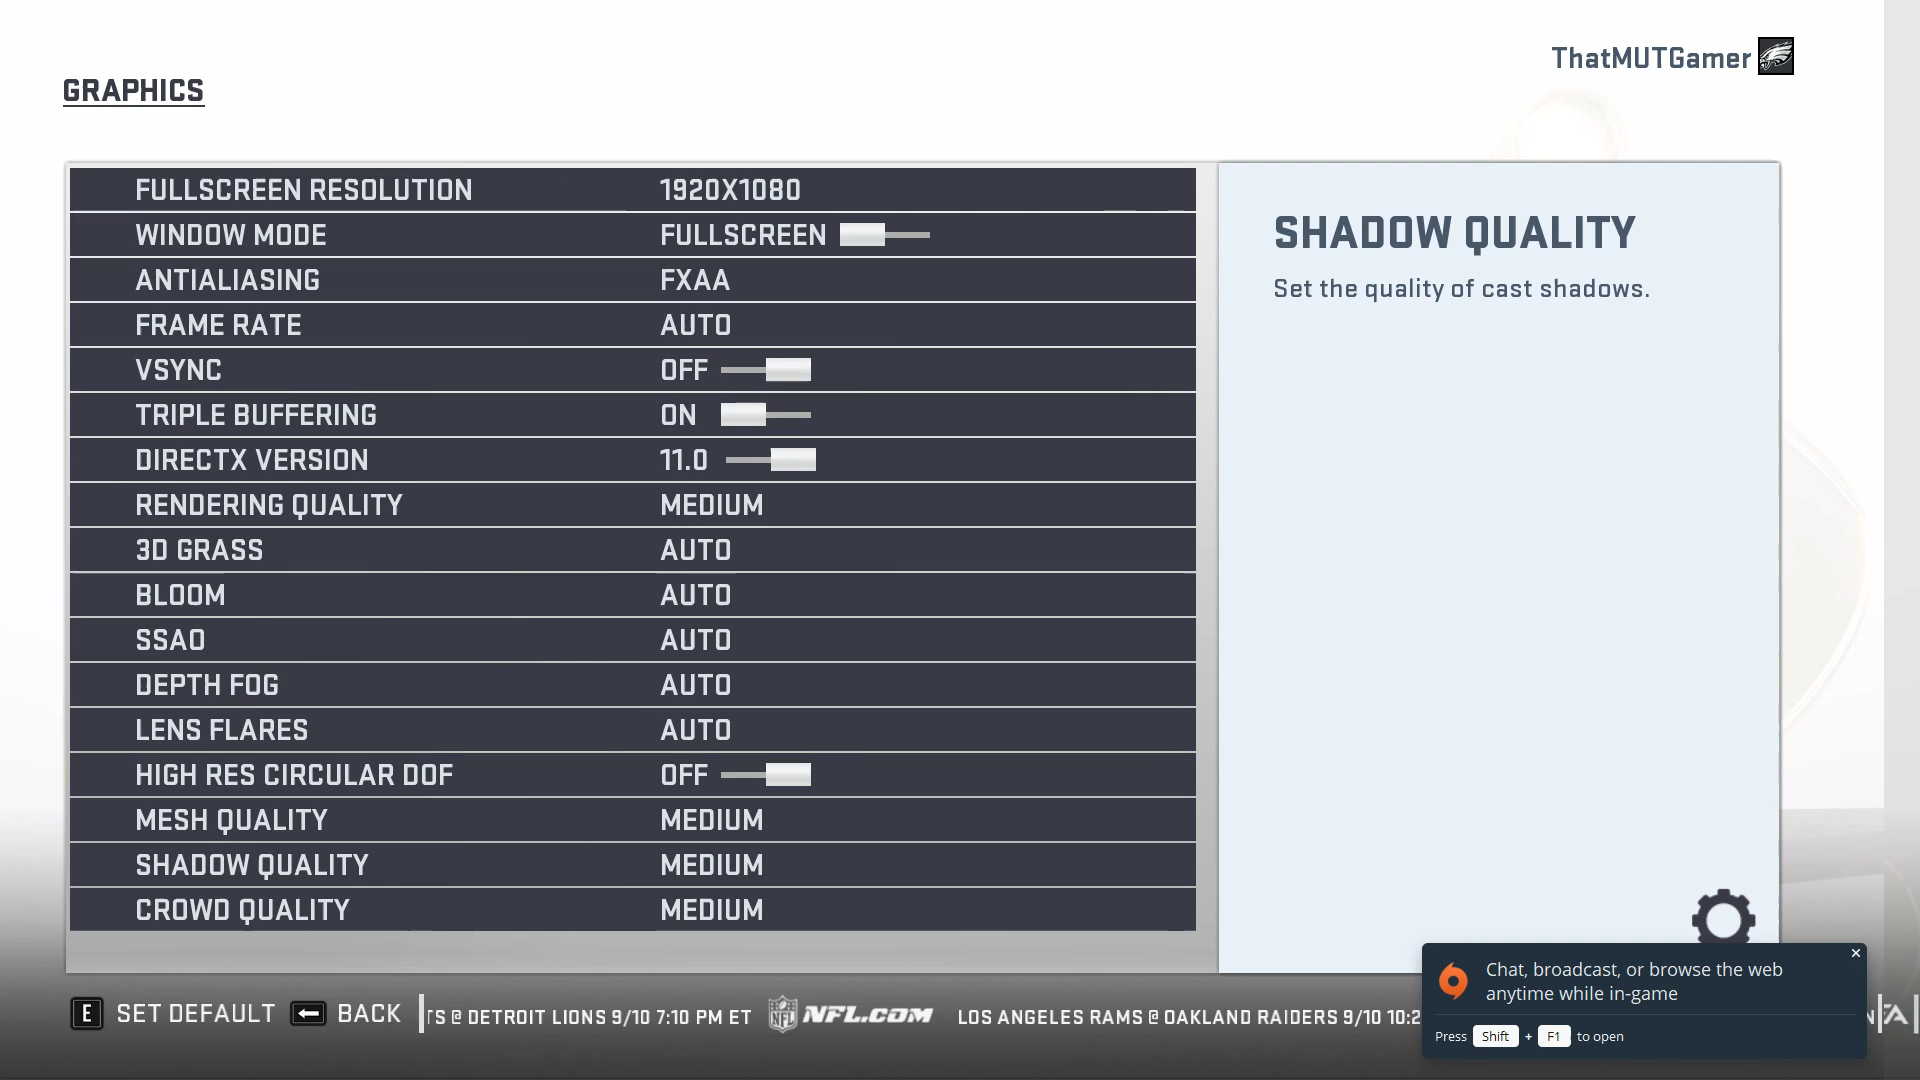 ThatMUTGamer
GRAPHICS
FULLSCREEN RESOLUTION 1920X1080
WINDOW MODE FULLSCREEN
ANTIALIASING FXAA
FRAME RATE AUTO
VSYNC OFF
TRIPLE BUFFERING ON
DIRECTX VERSION 11.0
RENDERING QUALITY MEDIUM
3D GRASS AUTO
BLOOM AUTO
SSAO AUTO
DEPTH FOG AUTO
LENS FLARES AUTO
HIGH RES CIRCULAR DOF OFF
MESH QUALITY MEDIUM
SHADOW QUALITY MEDIUM
CROWD QUALITY MEDIUM
SHADOW QUALITY
Set the quality of cast shadows.
E SET DEFAULT BACK TS @ DETROIT LIONS 9/10 7:10 PM ET NFL NFL.COM LOS ANGELES RAMS @ OAKLAND RAIDERS 9/10 10:2 N EA
Chat, broadcast, or browse the web
anytime while in-game
Press Shift + F1 to open